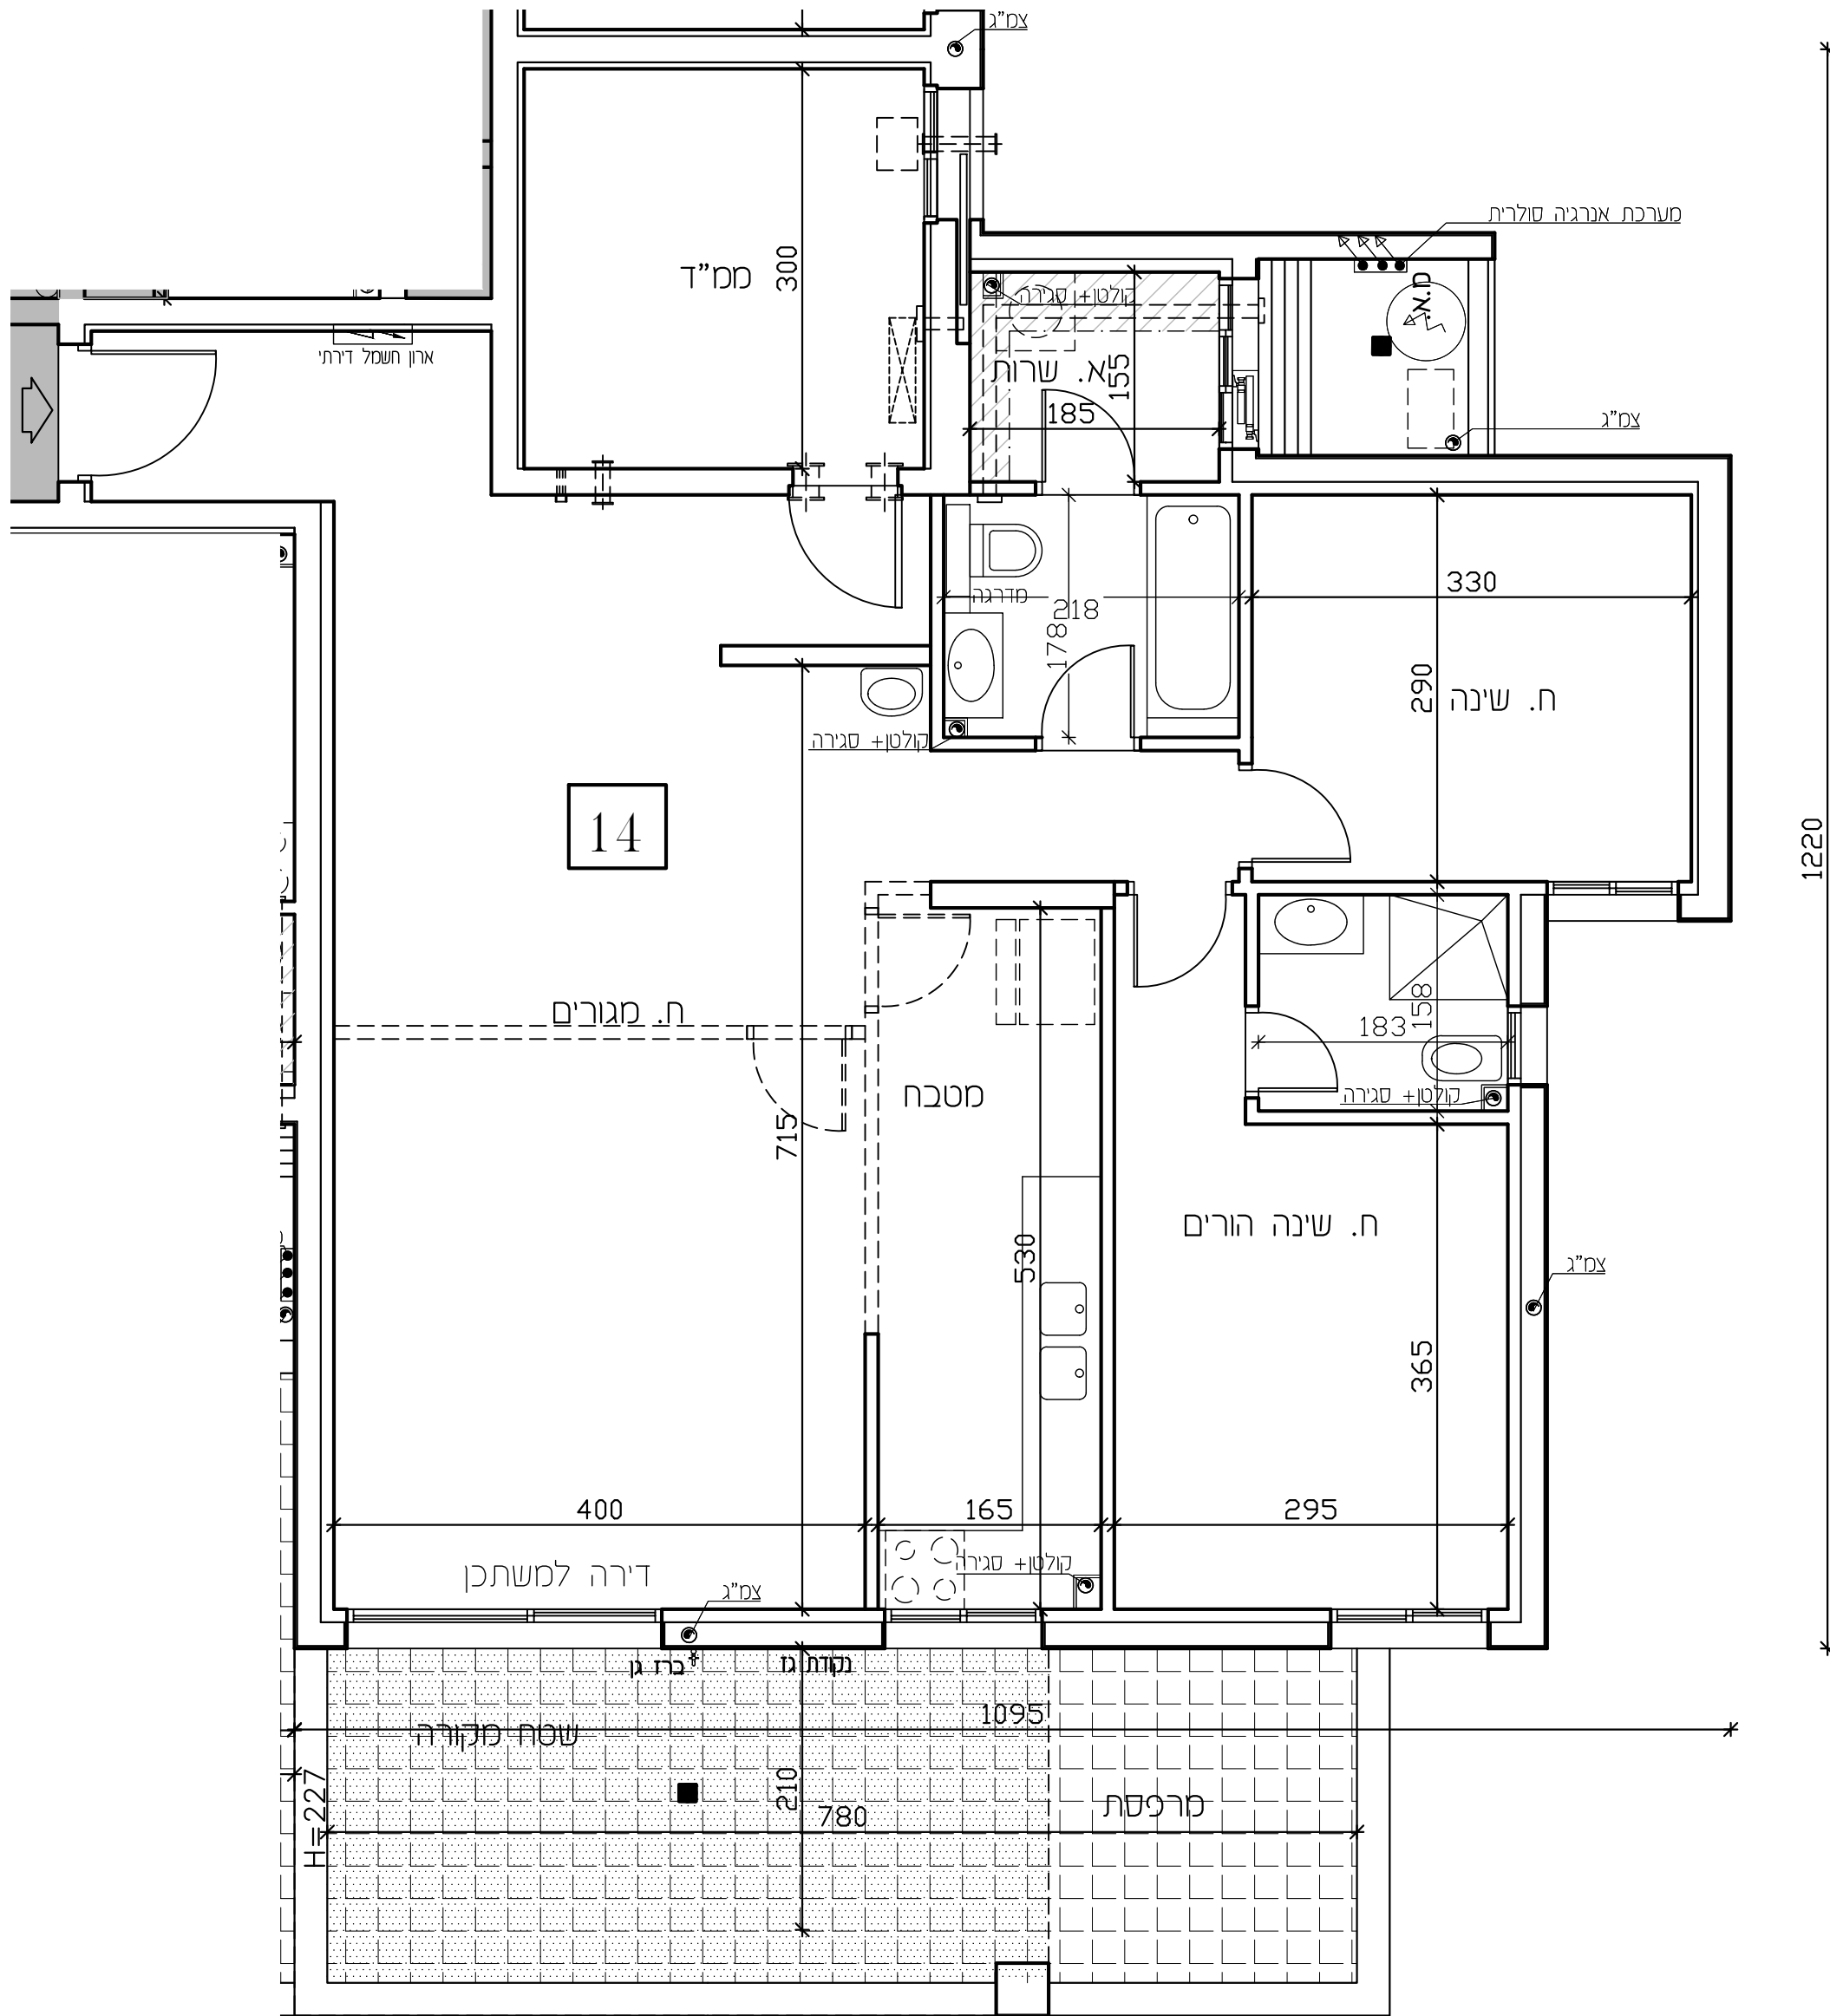 צמ"ג
מערכת אנרגיה סולרית
ממ"ד
300
קולטן+ סגירה
מ.א.
ארון חשמל דירתי
א. שרות
155
185
צמ"ג
330
מדרגה
218
178
290
ח. שינה
קולטן+ סגירה
14
1220
ח. מגורים
158
183
מטבח
קולטן+ סגירה
715
ח. שינה הורים
530
צמ"ג
365
400
165
295
דירה למשתכן
קולטן+ סגירה
צמ"ג
ברז גן
נקודת גז
1095
שטח מקורה
H=227
210
780
מרפסת